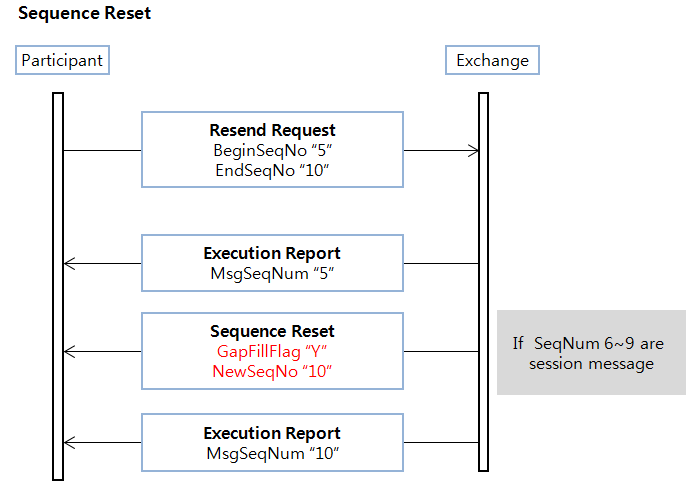 Sequence Reset
Participant
Exchange
Resend Request
BeginSeqNo “5”
EndSeqNo “10”
Execution Report
MsgSeqNum “5”
Sequence Reset
GapFillFlag “Y”
NewSeqNo “10”
If SeqNum 6~9 are
session message
Execution Report
MsgSeqNum “10”